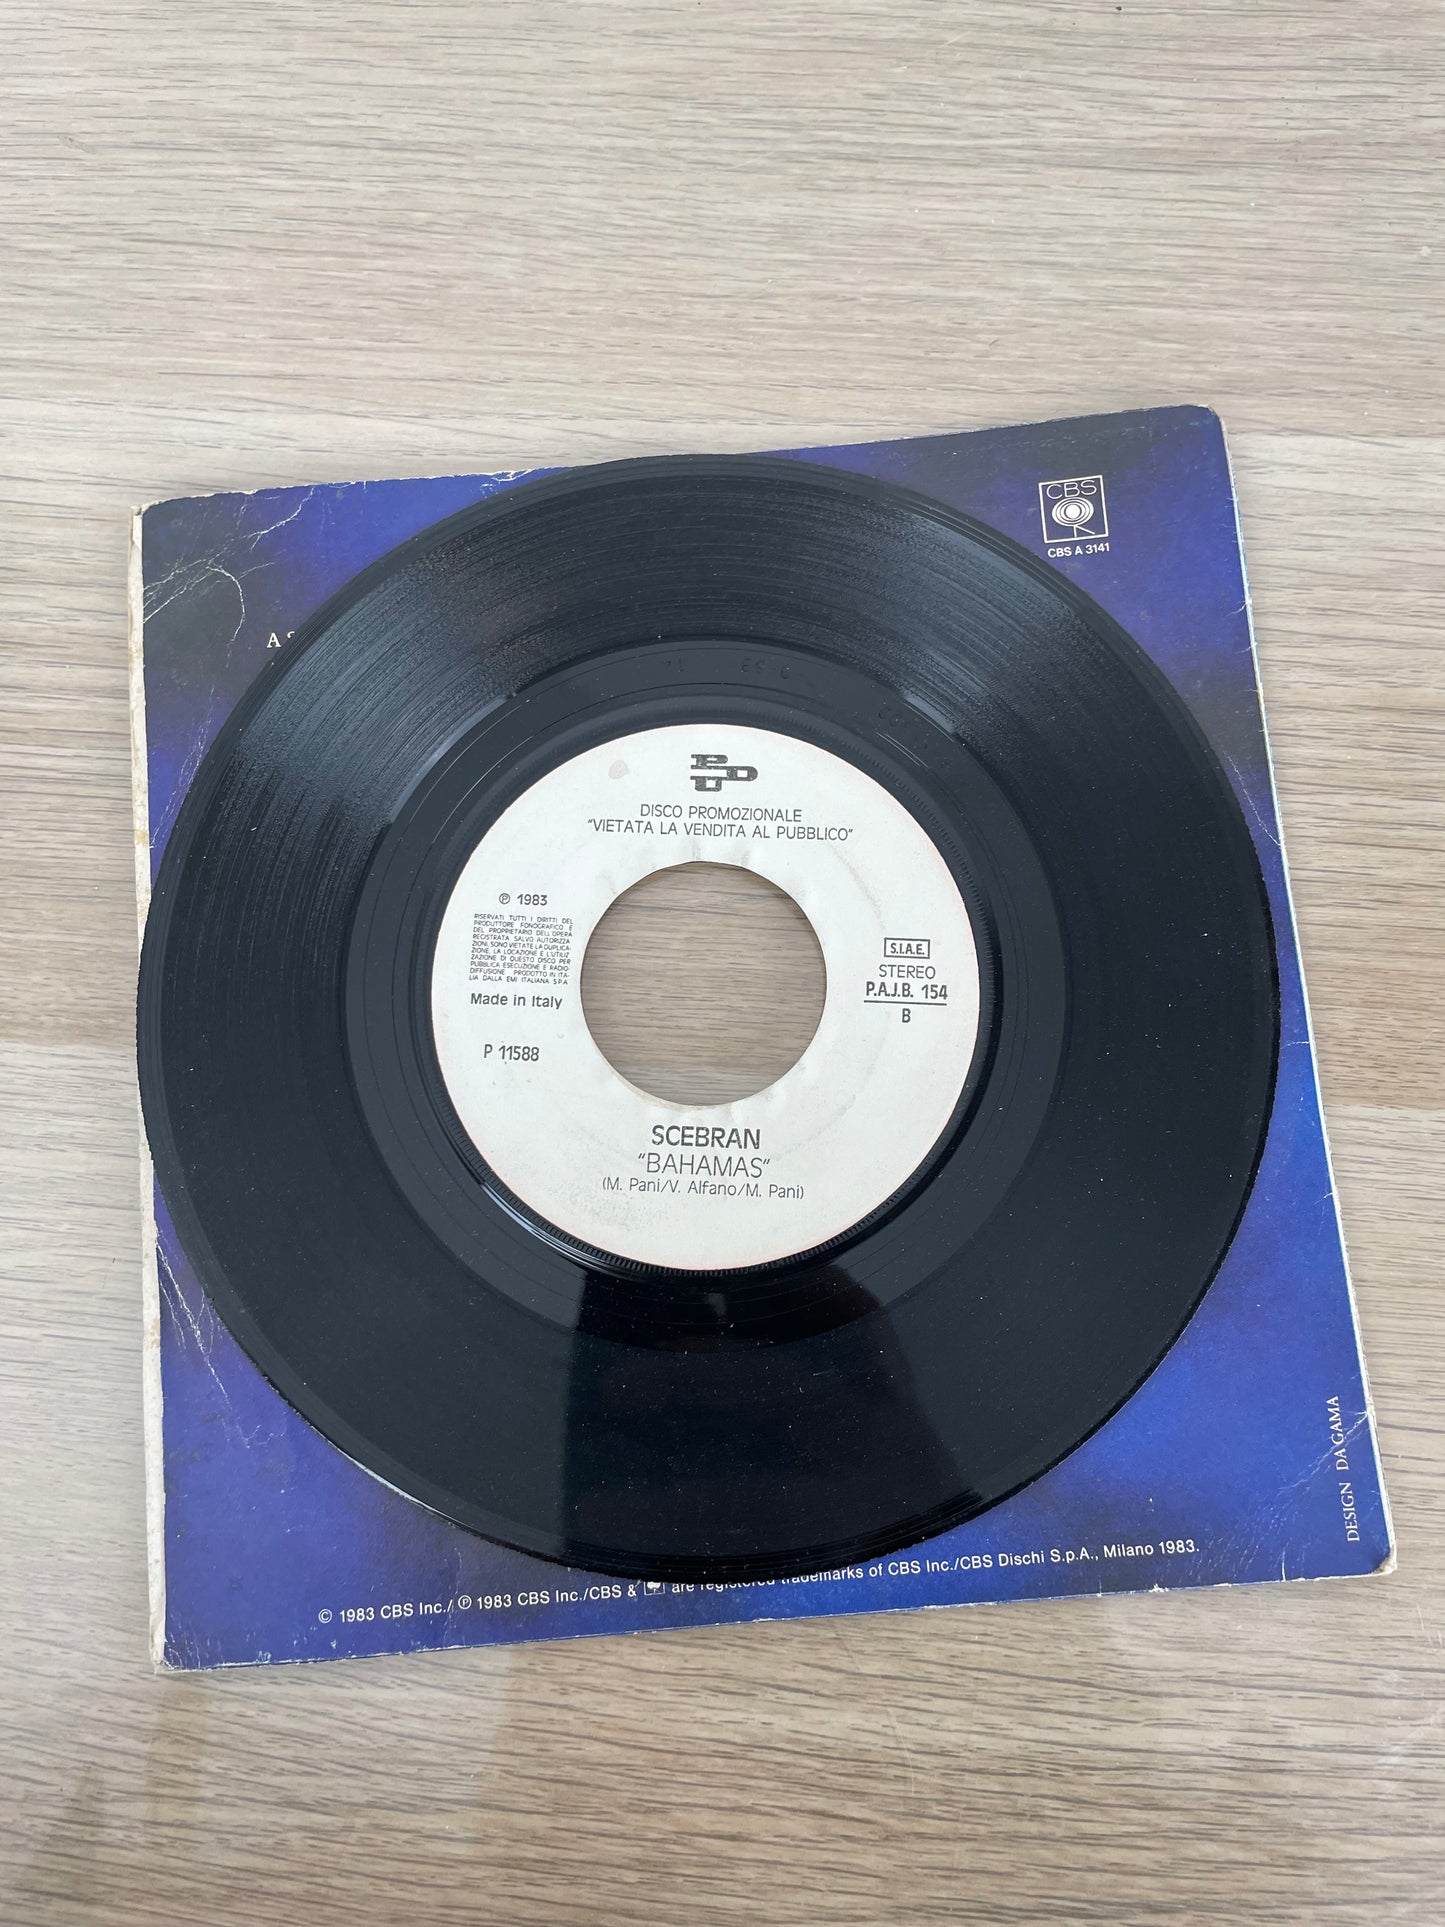 CBS
CBS A 3141
A S
PDU
DISCO PROMOZIONALE
"VIETATA LA VENDITA AL PUBBLICO"
℗ 1983
RISERVATI TUTTI I DIRITTI DEL
PRODUTTORE FONOGRAFICO E
DEL PROPRIETARIO DELL'OPERA
REGISTRATA SALVO AUTORIZZA-
ZIONI, SONO VIETATE LA DUPLICA-
ZIONE, LA LOCAZIONE E L'UTILIZ-
ZAZIONE DI QUESTO DISCO PER
PUBBLICA ESECUZIONE E RADIO-
DIFFUSIONE PRODOTTO IN ITA-
LIA DALLA EMI ITALIANA S P A
Made in Italy
P 11588
S.I.A.E.
STEREO
P.A.J.B. 154
B
SCEBRAN
"BAHAMAS"
(M. Pani/V. Alfano/M. Pani)
DESIGN DA GAMA
© 1983 CBS Inc./ ℗ 1983 CBS Inc./CBS & are registered trademarks of CBS Inc./CBS Dischi S.p.A., Milano 1983.